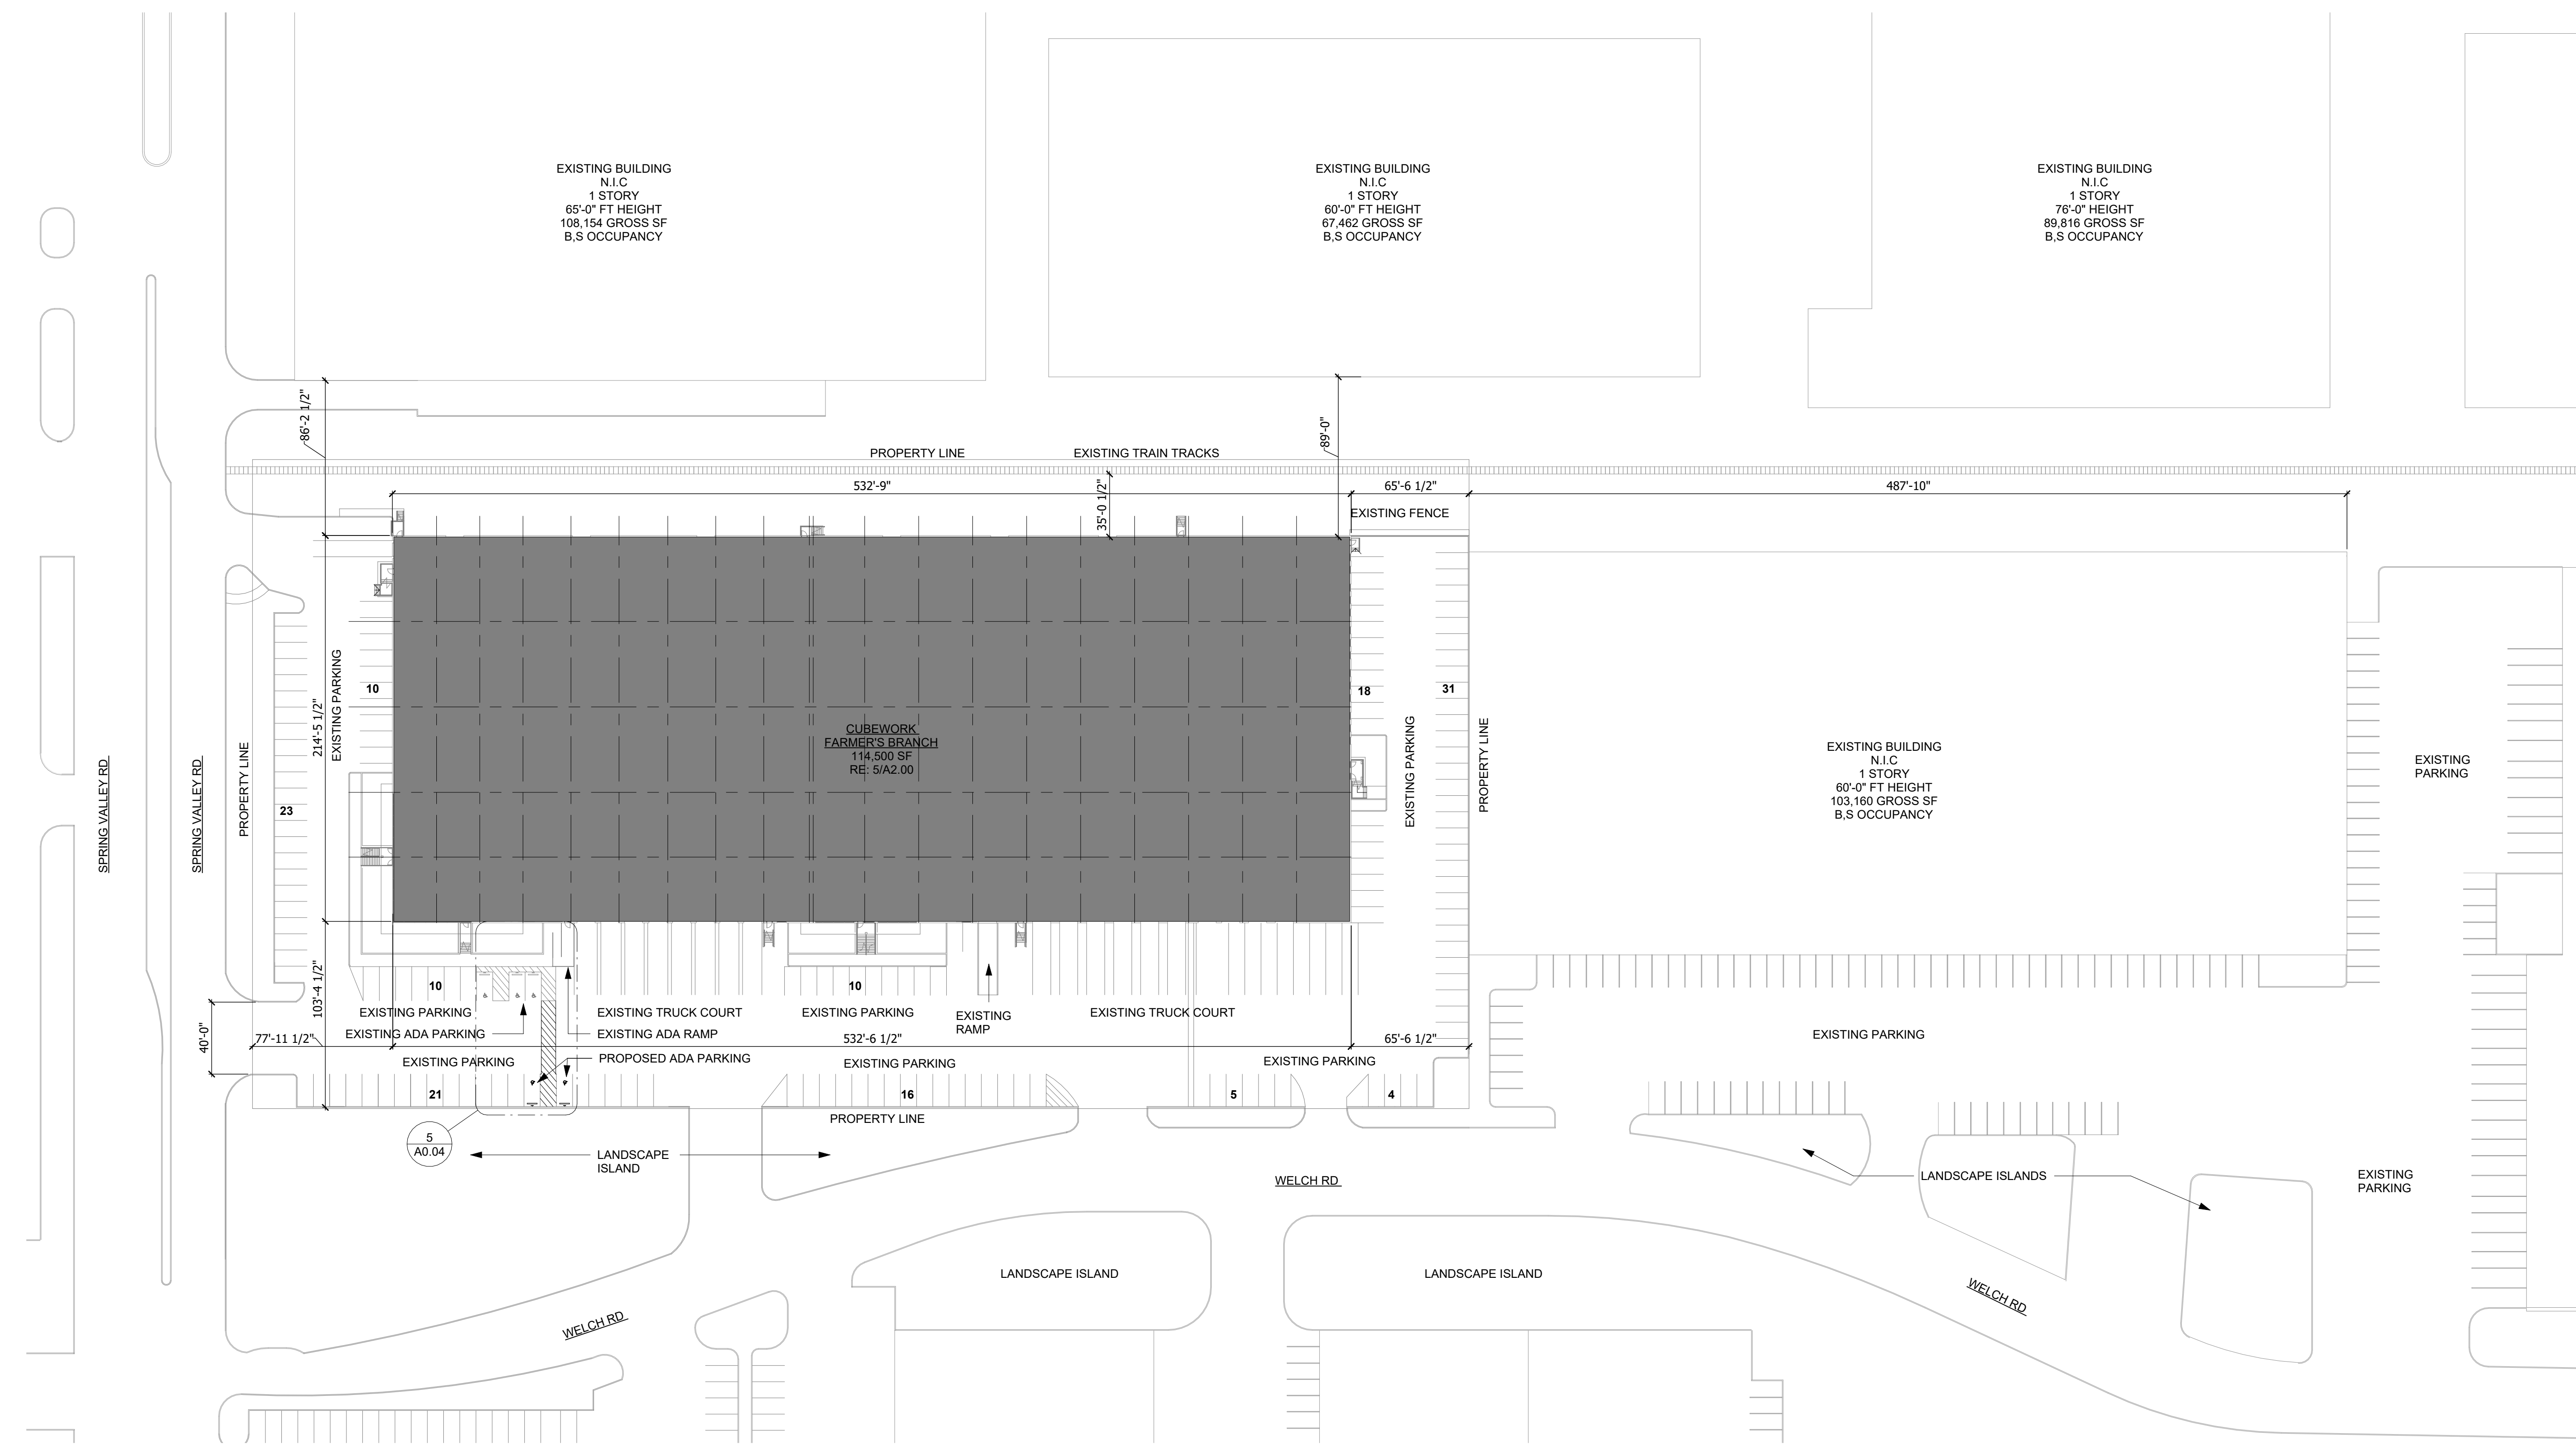 EXISTING BUILDING
N.I.C
1 STORY
65'-0" FT HEIGHT
108,154 GROSS SF
B,S OCCUPANCY
EXISTING BUILDING
N.I.C
1 STORY
60'-0" FT HEIGHT
67,462 GROSS SF
B,S OCCUPANCY
EXISTING BUILDING
N.I.C
1 STORY
76'-0" HEIGHT
89,816 GROSS SF
B,S OCCUPANCY
86'-2 1/2"
89'-0"
PROPERTY LINE
EXISTING TRAIN TRACKS
532'-9"
35'-0 1/2"
65'-6 1/2"
487'-10"
EXISTING FENCE
SPRING VALLEY RD
SPRING VALLEY RD
PROPERTY LINE
23
214'-5 1/2"
EXISTING PARKING
10
CUBEWORK
FARMER'S BRANCH
114,500 SF
RE: 5/A2.00
18
EXISTING PARKING
31
PROPERTY LINE
EXISTING BUILDING
N.I.C
1 STORY
60'-0" FT HEIGHT
103,160 GROSS SF
B,S OCCUPANCY
EXISTING
PARKING
103'-4 1/2"
40'-0"
10
EXISTING PARKING
EXISTING ADA PARKING
EXISTING TRUCK COURT
EXISTING ADA RAMP
10
EXISTING PARKING
EXISTING
RAMP
EXISTING TRUCK COURT
77'-11 1/2"
532'-6 1/2"
65'-6 1/2"
EXISTING PARKING
EXISTING PARKING
PROPOSED ADA PARKING
EXISTING PARKING
EXISTING PARKING
21
16
5
4
PROPERTY LINE
5
A0.04
LANDSCAPE
ISLAND
WELCH RD
LANDSCAPE ISLANDS
EXISTING
PARKING
LANDSCAPE ISLAND
LANDSCAPE ISLAND
WELCH RD
WELCH RD